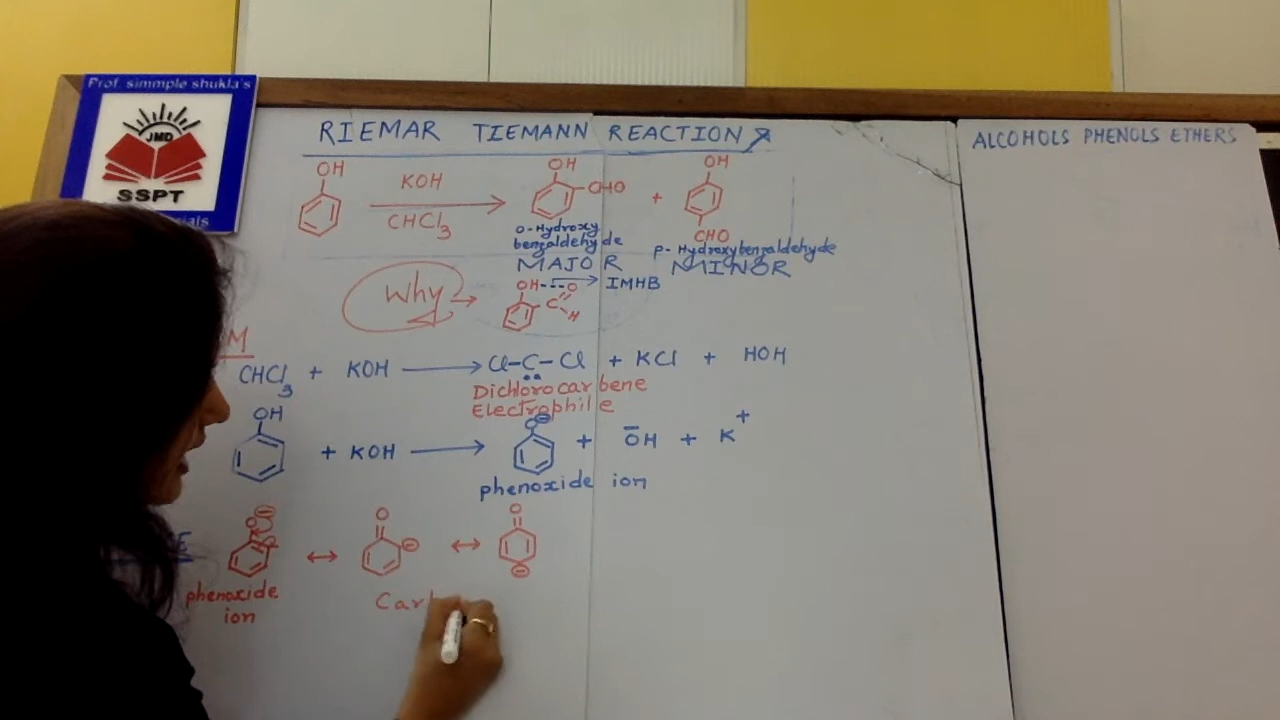 Prof. simmple shukla's
JMD
SSPT
RIEMAR TIEMANN REACTION
ALCOHOLS PHENOLS ETHERS
OH
KOH
CHCl3
OH
CHO
+
OH
CHO
O-Hydroxy
benzaldehyde
MAJOR
p-Hydroxybenzaldehyde
MINOR
Why
OH---O
C
H
IMHB
M
CHCl3 + KOH → Cl-C-Cl + KCl + HOH
Dichlorocarbene
Electrophile
OH
+ KOH → O⊖ + ŌH + K+
phenoxide ion
E
O⊖ ↔ O ⊖ ↔ O ⊖
phenoxide
ion
Carb